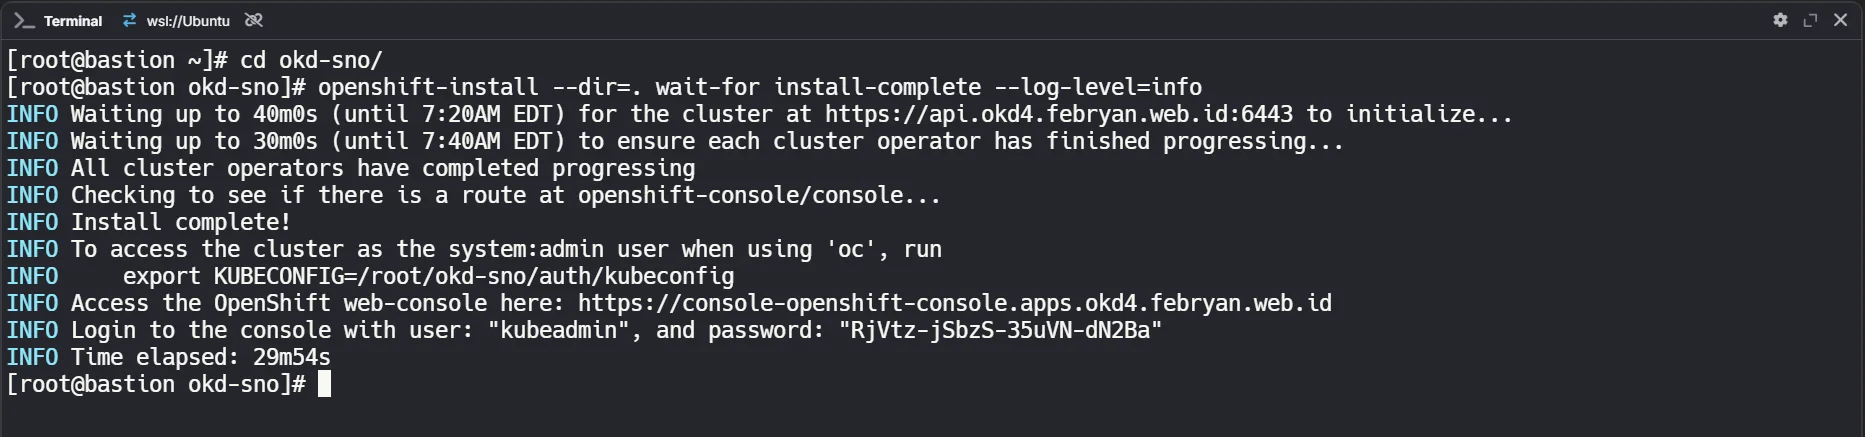 Terminal wsl://Ubuntu
[root@bastion ~]# cd okd-sno/
[root@bastion okd-sno]# openshift-install --dir=. wait-for install-complete --log-level=info
INFO Waiting up to 40m0s (until 7:20AM EDT) for the cluster at https://api.okd4.febryan.web.id:6443 to initialize...
INFO Waiting up to 30m0s (until 7:40AM EDT) to ensure each cluster operator has finished progressing...
INFO All cluster operators have completed progressing
INFO Checking to see if there is a route at openshift-console/console...
INFO Install complete!
INFO To access the cluster as the system:admin user when using 'oc', run
INFO     export KUBECONFIG=/root/okd-sno/auth/kubeconfig
INFO Access the OpenShift web-console here: https://console-openshift-console.apps.okd4.febryan.web.id
INFO Login to the console with user: "kubeadmin", and password: "RjVtz-jSbzS-35uVN-dN2Ba"
INFO Time elapsed: 29m54s
[root@bastion okd-sno]#